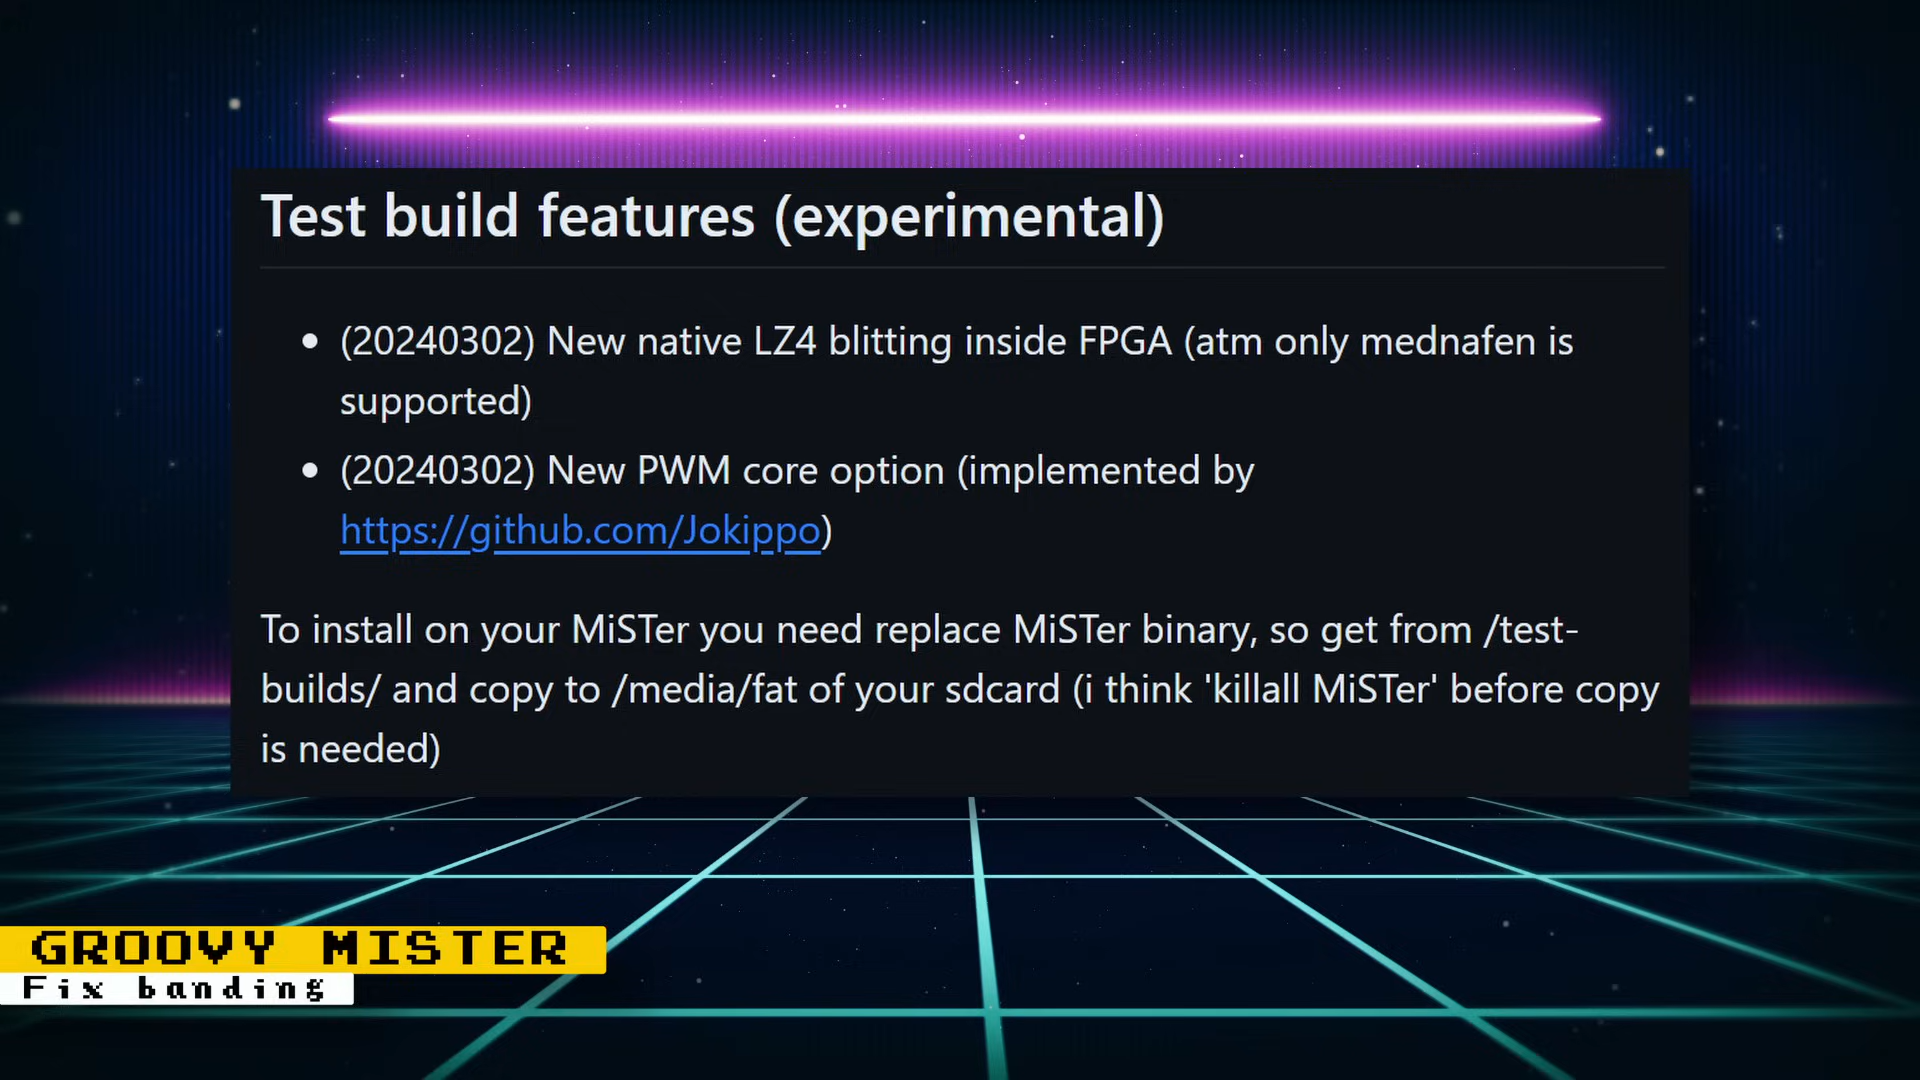 Test build features (experimental)
(20240302) New native LZ4 blitting inside FPGA (atm only mednafen is
supported)
(20240302) New PWM core option (implemented by
https://github.com/Jokippo)
To install on your MiSTer you need replace MiSTer binary, so get from /test-
builds/ and copy to /media/fat of your sdcard (i think 'killall MiSTer' before copy
is needed)
GROOVY MISTER
Fix banding